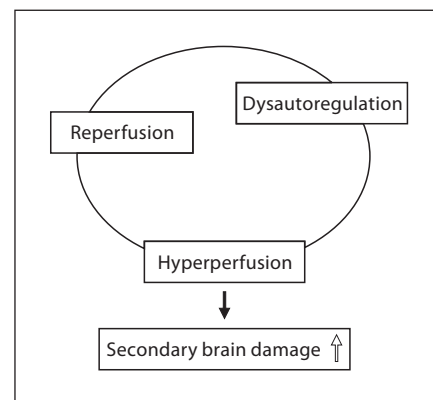 Dysautoregulation
Reperfusion
Hyperperfusion
Secondary brain damage ⇧